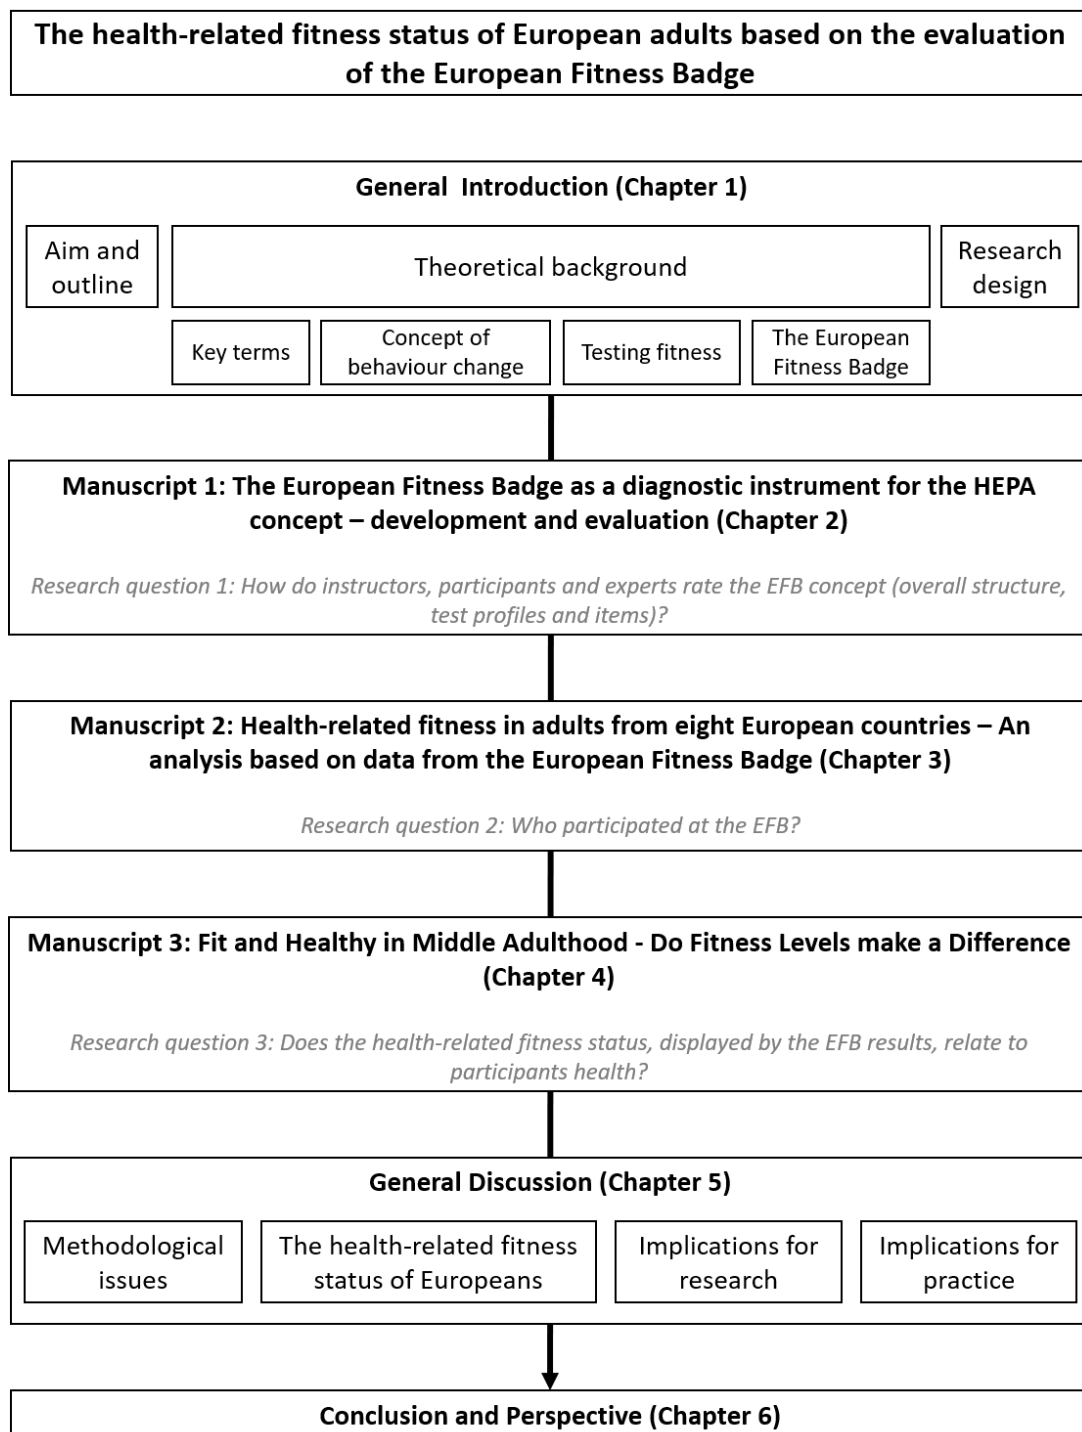 The health-related fitness status of European adults based on the evaluation
of the European Fitness Badge
General Introduction (Chapter 1)
Aim and
outline
Theoretical background
Research
design
Key terms
Concept of
behaviour change
Testing fitness
The European
Fitness Badge
Manuscript 1: The European Fitness Badge as a diagnostic instrument for the HEPA
concept – development and evaluation (Chapter 2)
Research question 1: How do instructors, participants and experts rate the EFB concept (overall structure,
test profiles and items)?
Manuscript 2: Health-related fitness in adults from eight European countries – An
analysis based on data from the European Fitness Badge (Chapter 3)
Research question 2: Who participated at the EFB?
Manuscript 3: Fit and Healthy in Middle Adulthood - Do Fitness Levels make a Difference
(Chapter 4)
Research question 3: Does the health-related fitness status, displayed by the EFB results, relate to
participants health?
General Discussion (Chapter 5)
Methodological
issues
The health-related fitness
status of Europeans
Implications for
research
Implications for
practice
Conclusion and Perspective (Chapter 6)